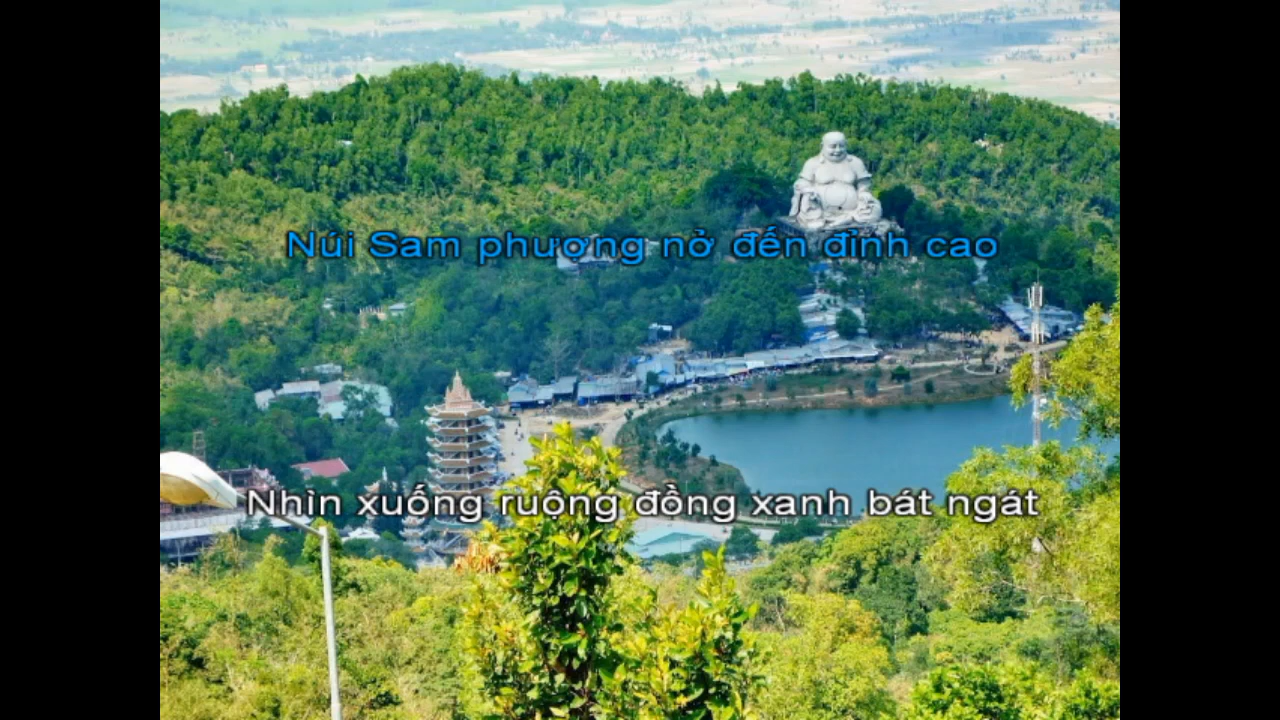 Núi Sam phượng nở đến đỉnh cao
Nhìn xuống ruộng đồng xanh bát ngát